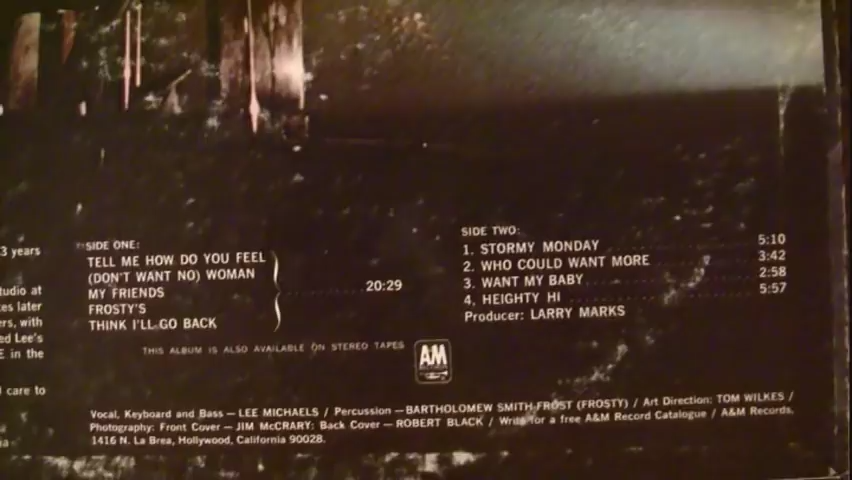 3 years
tudio at
tes later
ers, with
ed Lee's
E in the
l care to
ia
SIDE ONE:
TELL ME HOW DO YOU FEEL
(DON'T WANT NO) WOMAN
MY FRIENDS
FROSTY'S
THINK I'LL GO BACK
20:29
SIDE TWO:
1. STORMY MONDAY 5:10
2. WHO COULD WANT MORE 3:42
3. WANT MY BABY 2:58
4. HEIGHTY HI 5:57
Producer: LARRY MARKS
THIS ALBUM IS ALSO AVAILABLE ON STEREO TAPES
AM
Vocal, Keyboard and Bass — LEE MICHAELS / Percussion — BARTHOLOMEW SMITH-FROST (FROSTY) / Art Direction: TOM WILKES /
Photography: Front Cover — JIM McCRARY: Back Cover — ROBERT BLACK / Write for a free A&M Record Catalogue / A&M Records,
1416 N. La Brea, Hollywood, California 90028.